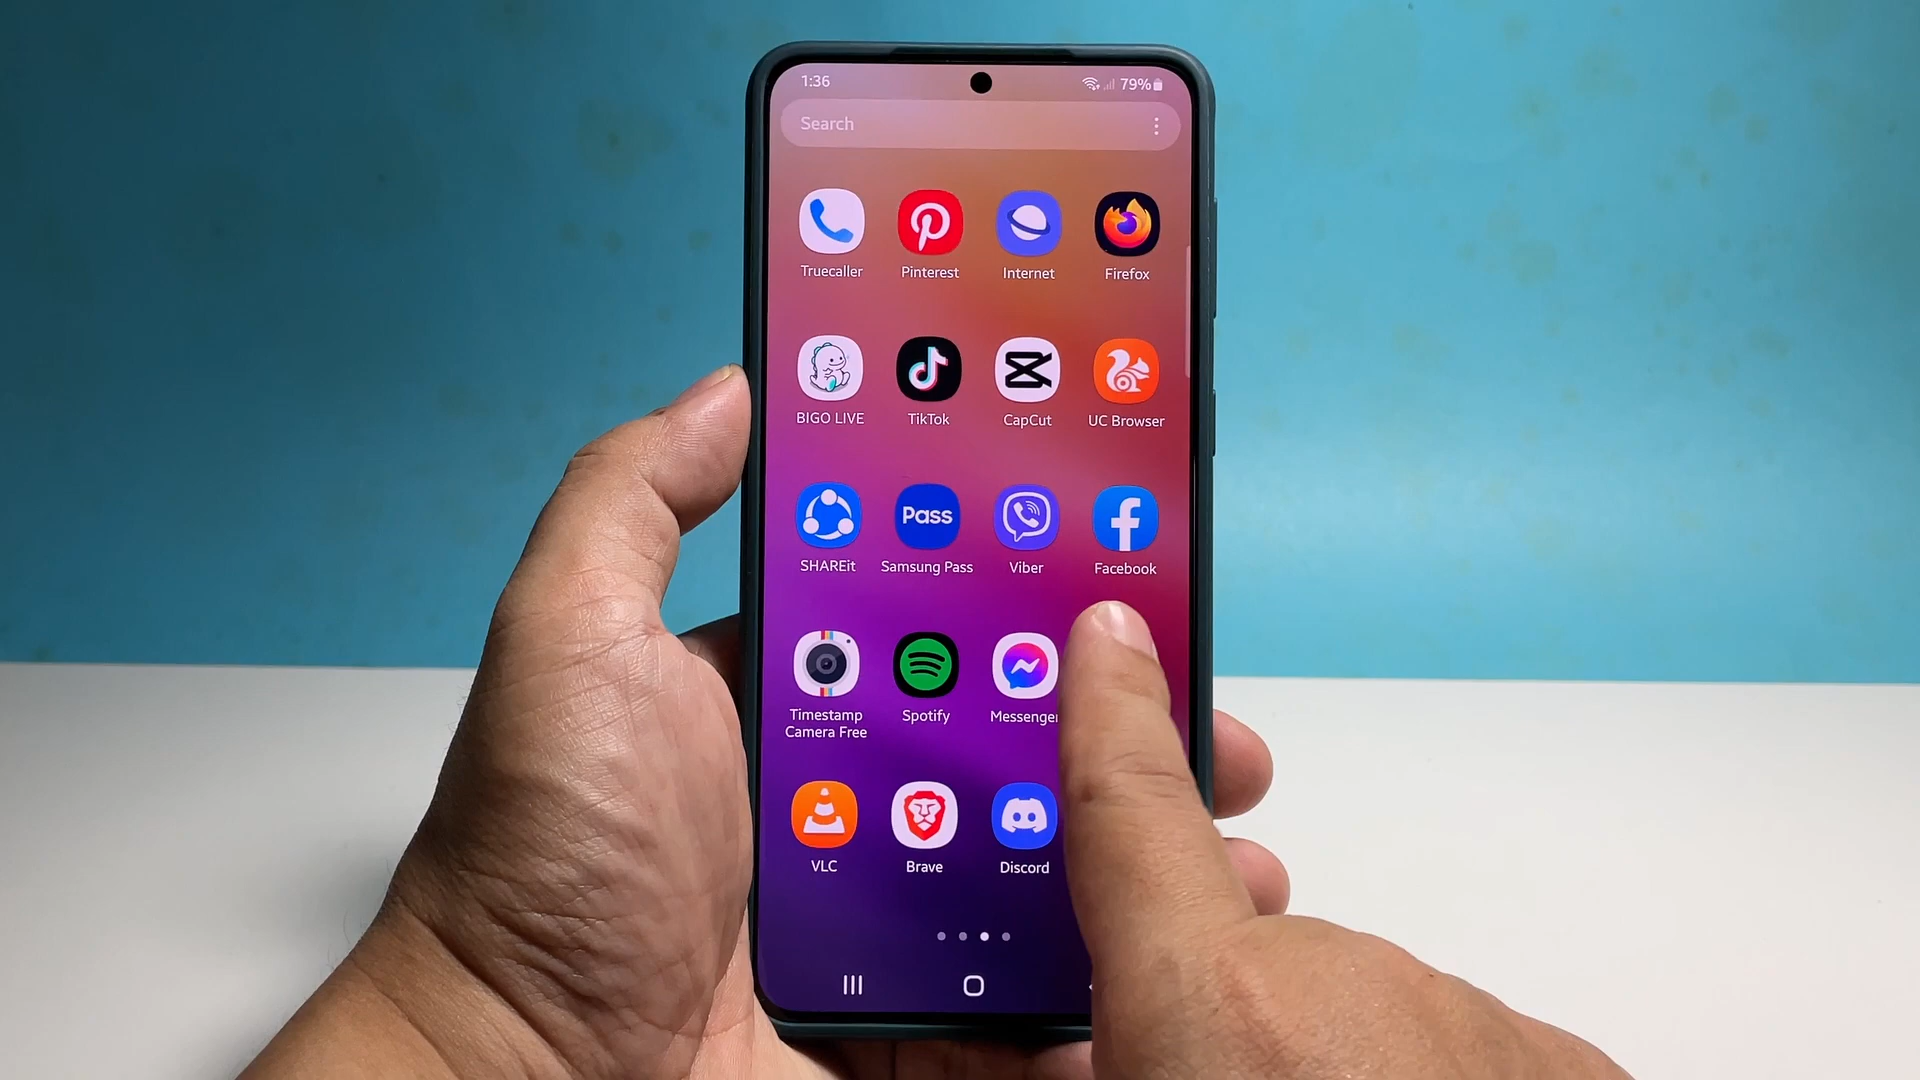 1:36
79%
Search
Truecaller
Pinterest
Internet
Firefox
BIGO LIVE
TikTok
CapCut
UC Browser
SHAREit
Pass
Samsung Pass
Viber
Facebook
Timestamp
Camera Free
Spotify
Messenger
VLC
Brave
Discord